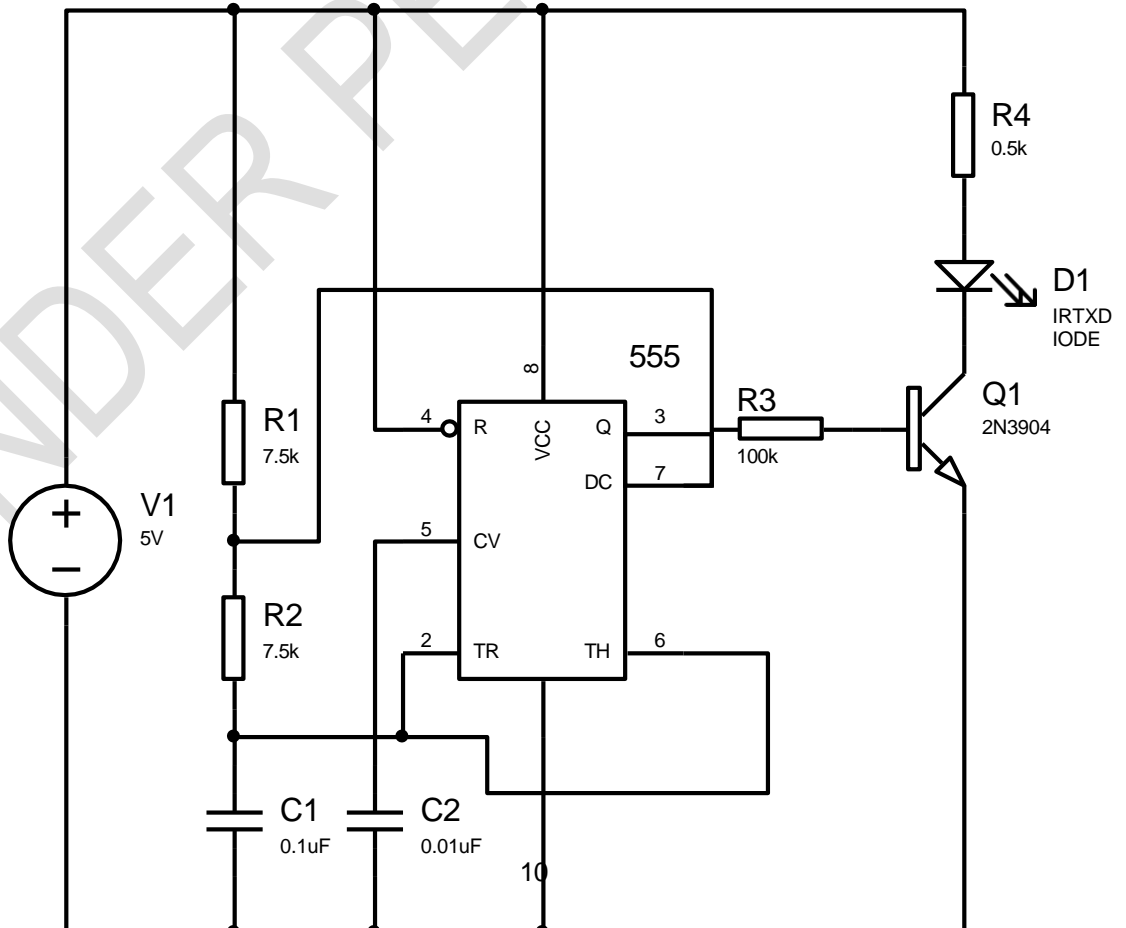 NDER PE
R4
0.5k
D1
IRTXD
IODE
555
8
R1
7.5k
4
R
VCC
Q
3
R3
100k
Q1
2N3904
DC
7
V1
5V
+
−
5
CV
R2
7.5k
2
TR
TH
6
C1
0.1uF
C2
0.01uF
10